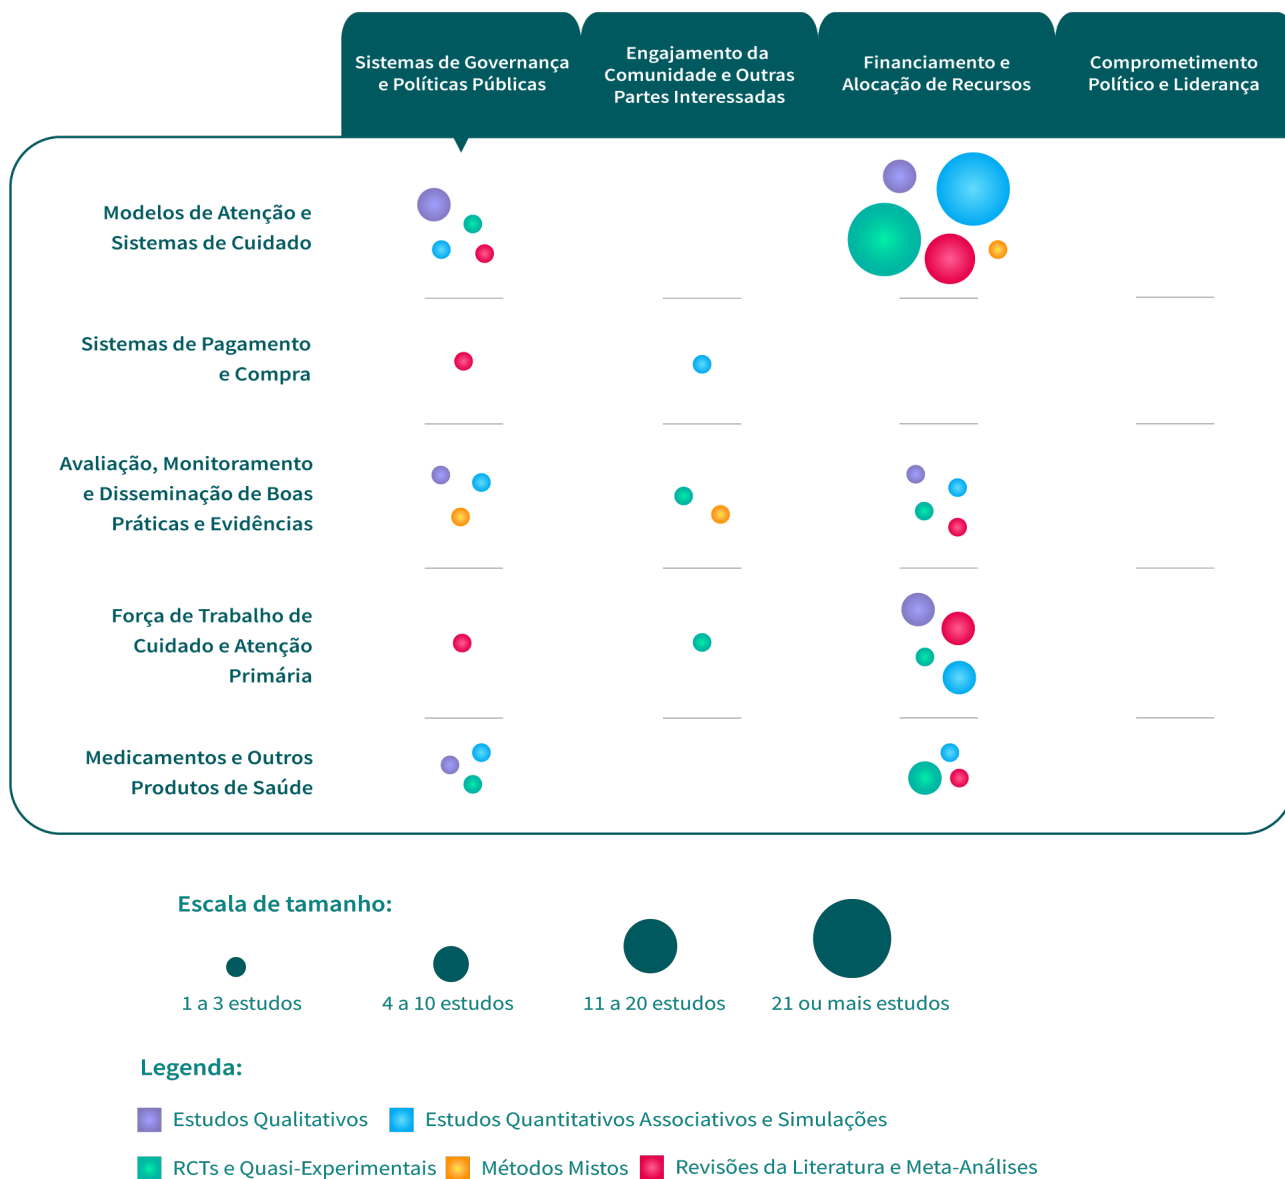 Sistemas de Governança
e Políticas Públicas
Engajamento da
Comunidade e Outras
Partes Interessadas
Financiamento e
Alocação de Recursos
Comprometimento
Político e Liderança
Modelos de Atenção e
Sistemas de Cuidado
Sistemas de Pagamento
e Compra
Avaliação, Monitoramento
e Disseminação de Boas
Práticas e Evidências
Força de Trabalho de
Cuidado e Atenção
Primária
Medicamentos e Outros
Produtos de Saúde
Escala de tamanho:
1 a 3 estudos
4 a 10 estudos
11 a 20 estudos
21 ou mais estudos
Legenda:
Estudos Qualitativos
Estudos Quantitativos Associativos e Simulações
RCTs e Quasi-Experimentais
Métodos Mistos
Revisões da Literatura e Meta-Análises